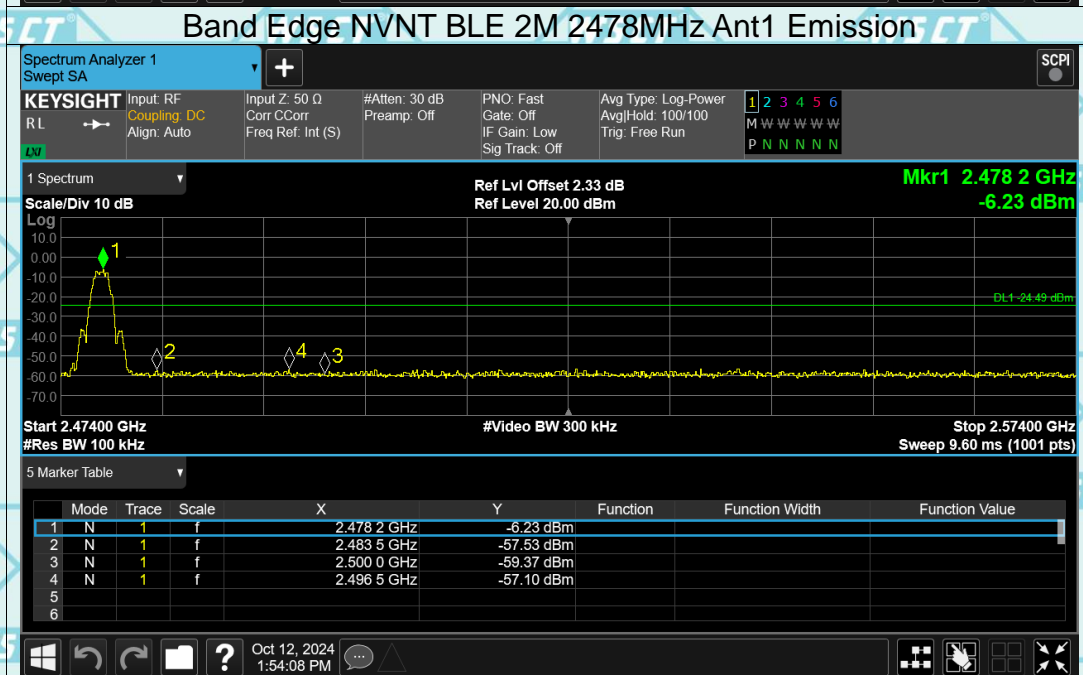 Band Edge NVNT BLE 2M 2478MHz Ant1 Emission
Spectrum Analyzer 1
Swept SA
+
SCPI
KEYSIGHT
R L
LXI
Input: RF
Coupling: DC
Align: Auto
Input Z: 50 Ω
Corr CCorr
Freq Ref: Int (S)
#Atten: 30 dB
Preamp: Off
PNO: Fast
Gate: Off
IF Gain: Low
Sig Track: Off
Avg Type: Log-Power
Avg|Hold: 100/100
Trig: Free Run
1 2 3 4 5 6
M W W W W W
P N N N N N
1 Spectrum
Scale/Div 10 dB
Ref Lvl Offset 2.33 dB
Ref Level 20.00 dBm
Mkr1 2.478 2 GHz
-6.23 dBm
Log
10.0
0.00
-10.0
-20.0
-30.0
-40.0
-50.0
-60.0
-70.0
1
2
4
3
DL1 -24.49 dBm
Start 2.47400 GHz
#Res BW 100 kHz
#Video BW 300 kHz
Stop 2.57400 GHz
Sweep 9.60 ms (1001 pts)
5 Marker Table
Mode Trace Scale X Y Function Function Width Function Value
1 N 1 f 2.478 2 GHz -6.23 dBm
2 N 1 f 2.483 5 GHz -57.53 dBm
3 N 1 f 2.500 0 GHz -59.37 dBm
4 N 1 f 2.496 5 GHz -57.10 dBm
5
6
?
Oct 12, 2024
1:54:08 PM